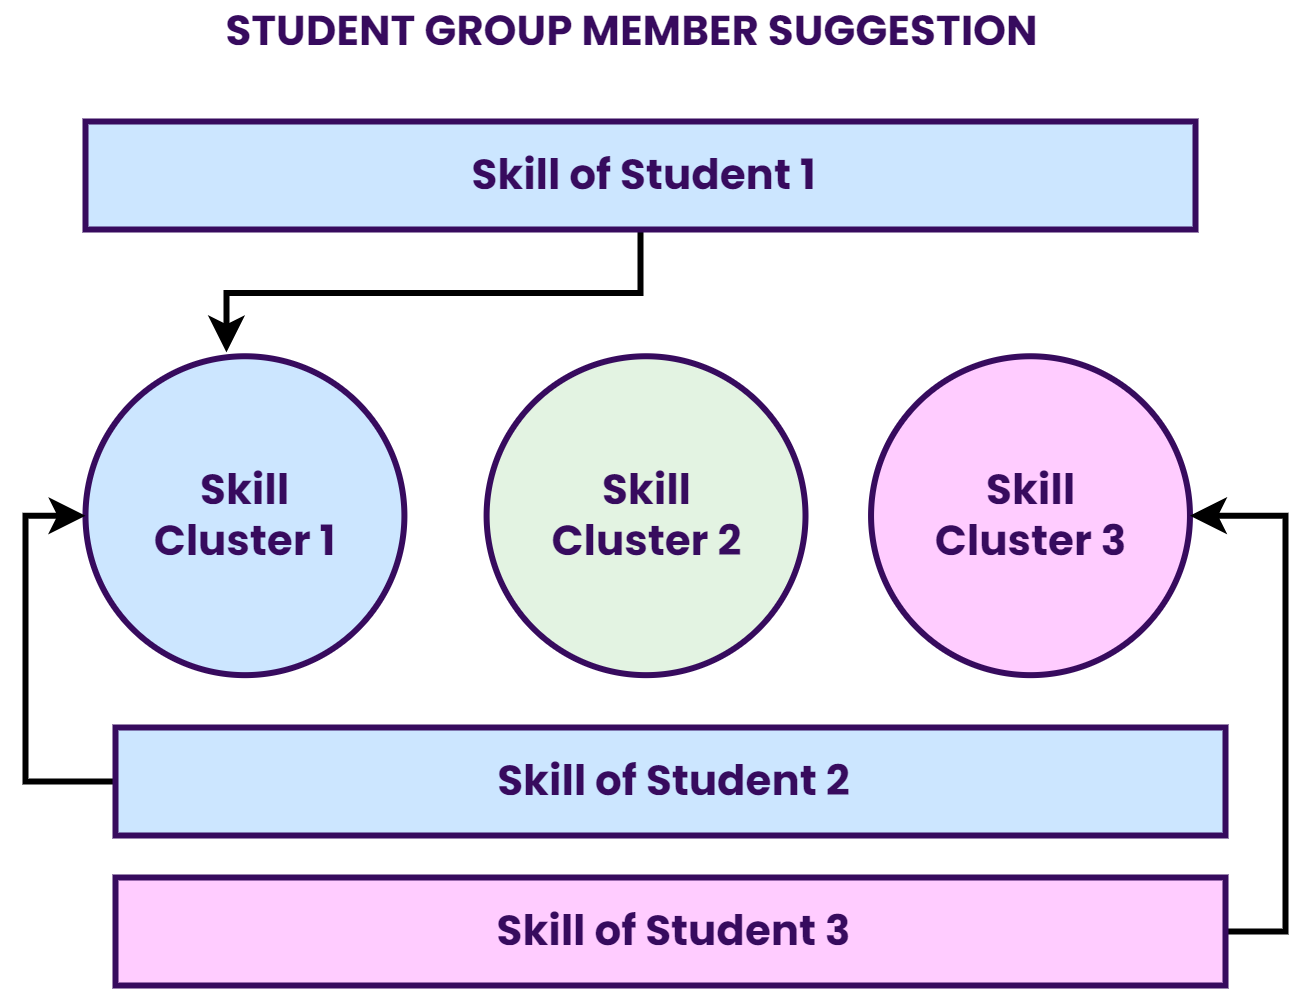 STUDENT GROUP MEMBER SUGGESTION
Skill of Student 1
Skill
Cluster 1
Skill
Cluster 2
Skill
Cluster 3
Skill of Student 2
Skill of Student 3